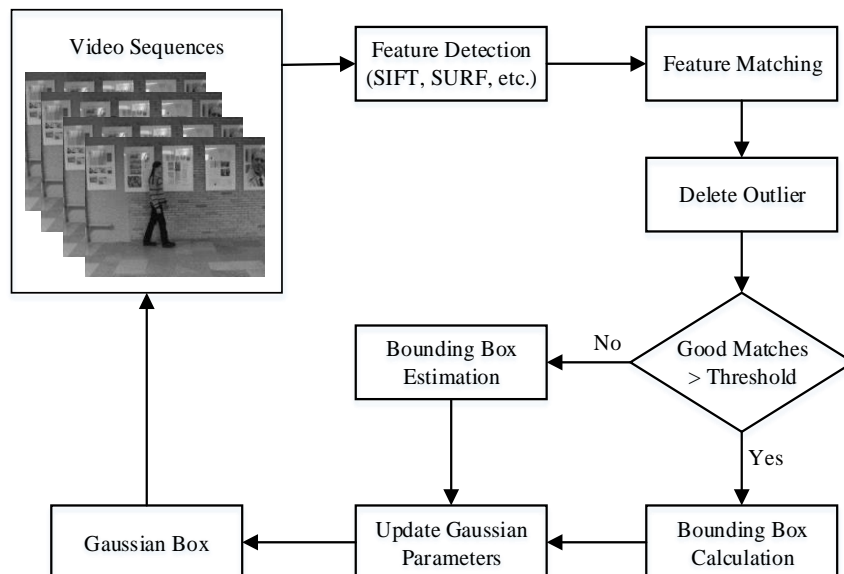 Video Sequences
Feature Detection
(SIFT, SURF, etc.)
Feature Matching
Delete Outlier
Good Matches
> Threshold
No
Yes
Bounding Box
Estimation
Bounding Box
Calculation
Update Gaussian
Parameters
Gaussian Box